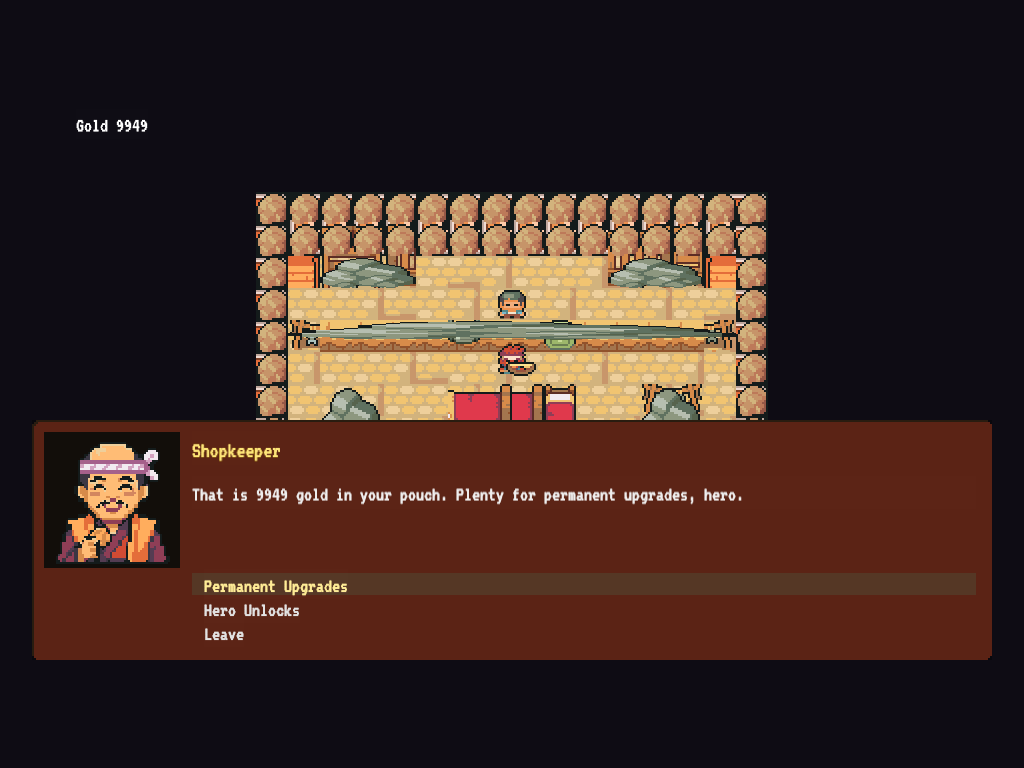 Gold 9949
Shopkeeper
That is 9949 gold in your pouch. Plenty for permanent upgrades, hero.
Permanent Upgrades
Hero Unlocks
Leave